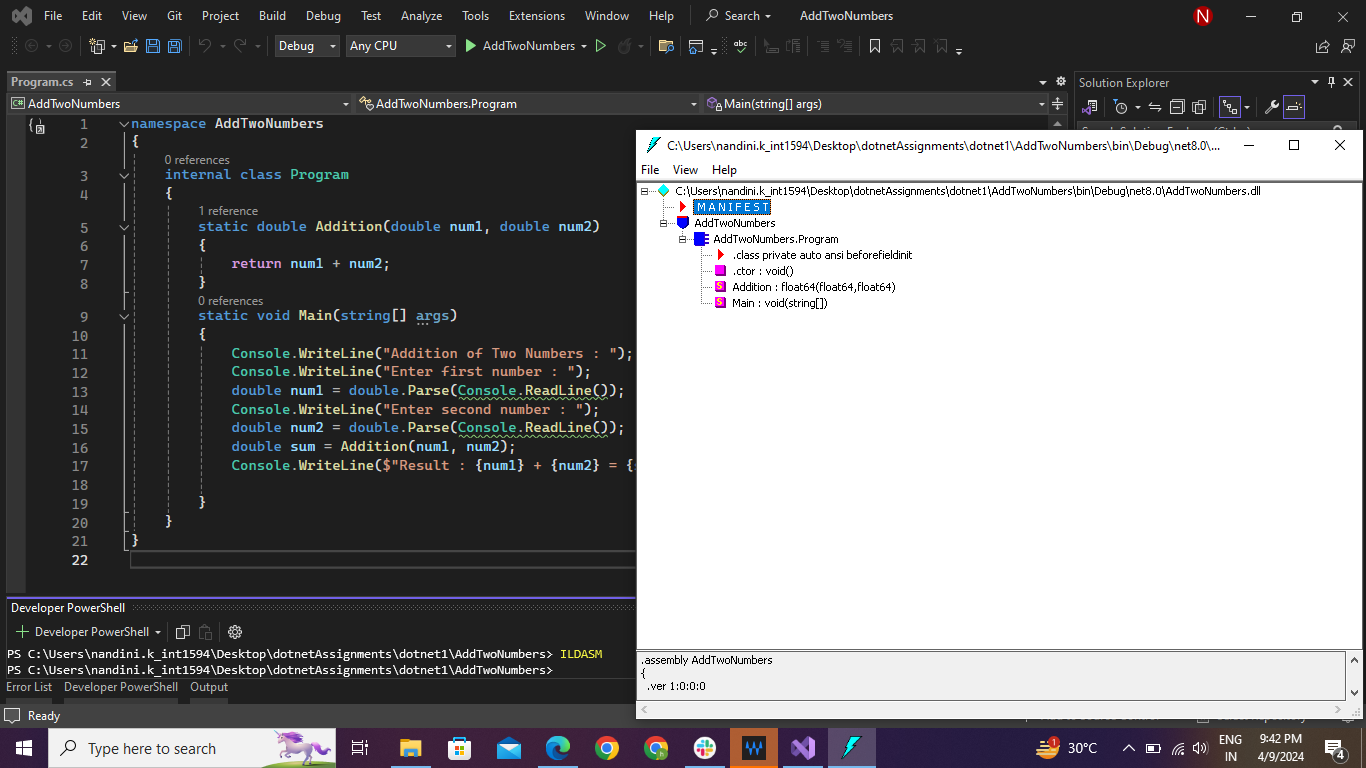 File Edit View Git Project Build Debug Test Analyze Tools Extensions Window Help Search AddTwoNumbers N
Debug Any CPU AddTwoNumbers
Program.cs
Solution Explorer
AddTwoNumbers AddTwoNumbers.Program Main(string[] args)
1 namespace AddTwoNumbers
2 {
0 references
3 internal class Program
4 {
1 reference
5 static double Addition(double num1, double num2)
6 {
7 return num1 + num2;
8 }
0 references
9 static void Main(string[] args)
10 {
11 Console.WriteLine("Addition of Two Numbers : ");
12 Console.WriteLine("Enter first number : ");
13 double num1 = double.Parse(Console.ReadLine());
14 Console.WriteLine("Enter second number : ");
15 double num2 = double.Parse(Console.ReadLine());
16 double sum = Addition(num1, num2);
17 Console.WriteLine($"Result : {num1} + {num2} = {
18
19 }
20 }
21 }
22
C:\Users\nandini.k_int1594\Desktop\dotnetAssignments\dotnet1\AddTwoNumbers\bin\Debug\net8.0\...
File View Help
C:\Users\nandini.k_int1594\Desktop\dotnetAssignments\dotnet1\AddTwoNumbers\bin\Debug\net8.0\AddTwoNumbers.dll
M A N I F E S T
AddTwoNumbers
AddTwoNumbers.Program
.class private auto ansi beforefieldinit
.ctor : void()
Addition : float64(float64,float64)
Main : void(string[])
.assembly AddTwoNumbers
{
.ver 1:0:0:0
Developer PowerShell
Developer PowerShell
PS C:\Users\nandini.k_int1594\Desktop\dotnetAssignments\dotnet1\AddTwoNumbers> ILDASM
PS C:\Users\nandini.k_int1594\Desktop\dotnetAssignments\dotnet1\AddTwoNumbers>
Error List Developer PowerShell Output
Ready
Type here to search
1 30°C
ENG
IN
9:42 PM
4/9/2024
4